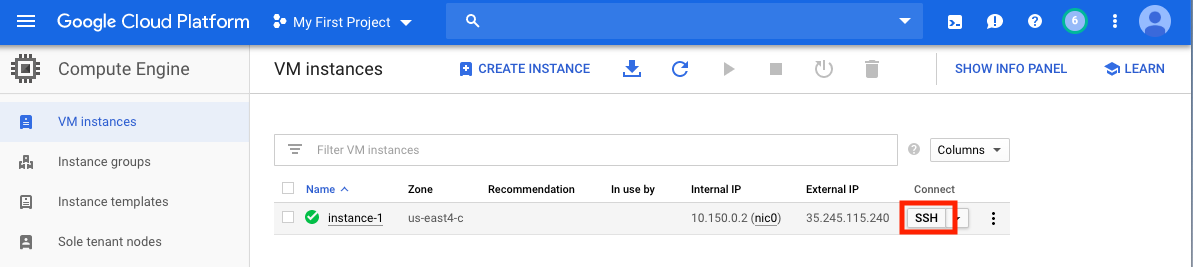 Google Cloud Platform My First Project 6
Compute Engine VM instances CREATE INSTANCE SHOW INFO PANEL LEARN
VM instances
Instance groups
Instance templates
Sole tenant nodes
Filter VM instances ? Columns
Name Zone Recommendation In use by Internal IP External IP Connect
instance-1 us-east4-c 10.150.0.2 (nic0) 35.245.115.240 SSH